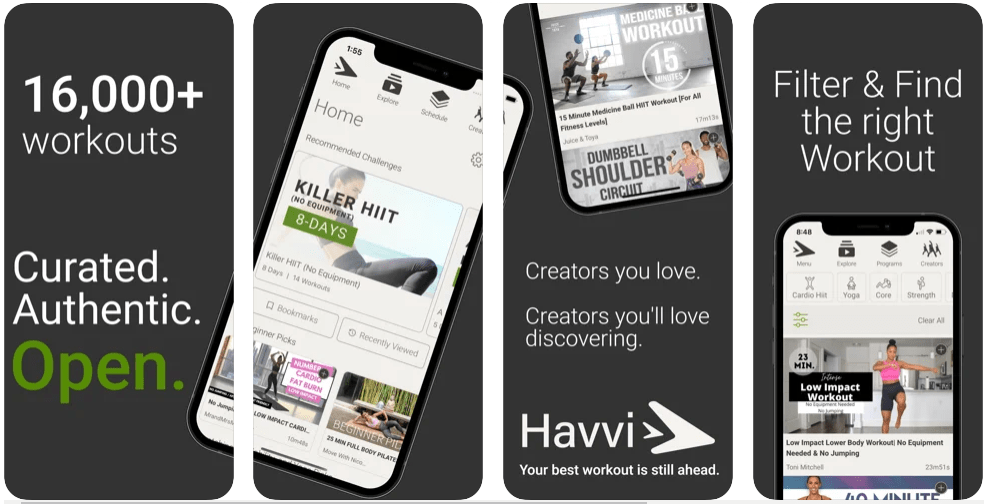 16,000+
workouts
Curated.
Authentic.
Open.
1:55
Home
Explore
Schedule
Home
Recommended Challenges
KILLER HIIT
(NO EQUIPMENT)
8-DAYS
Killer HIIT (No Equipment)
8 Days | 14 Workouts
Bookmarks
Recently Viewed
Picks
NUMBER
CARDIO
FAT BURN
LOW IMPACT
No Jumping
LOW IMPACT CARDI...
10m48s
BEGINNER
25 MIN FULL BODY PILATE
Move With Nico...
MEDICINE BALL
WORKOUT
15
MINUTES
15 Minute Medicine Ball HIIT Workout [For All
Fitness Levels]
Juice & Toya
17m13s
DUMBBELL
SHOULDER
CIRCUIT
Creators you love.
Creators you'll love
discovering.
Havvi
Your best workout is still ahead.
Filter & Find
the right
Workout
8:48
Menu
Explore
Programs
Creators
Cardio Hiit
Yoga
Core
Strength
Clear All
23
MIN.
Intense
Low Impact
Workout
No Equipment Needed
No Jumping
Low Impact Lower Body Workout| No Equipment
Needed & No Jumping
Toni Mitchell
23m51s
40 MINUTE